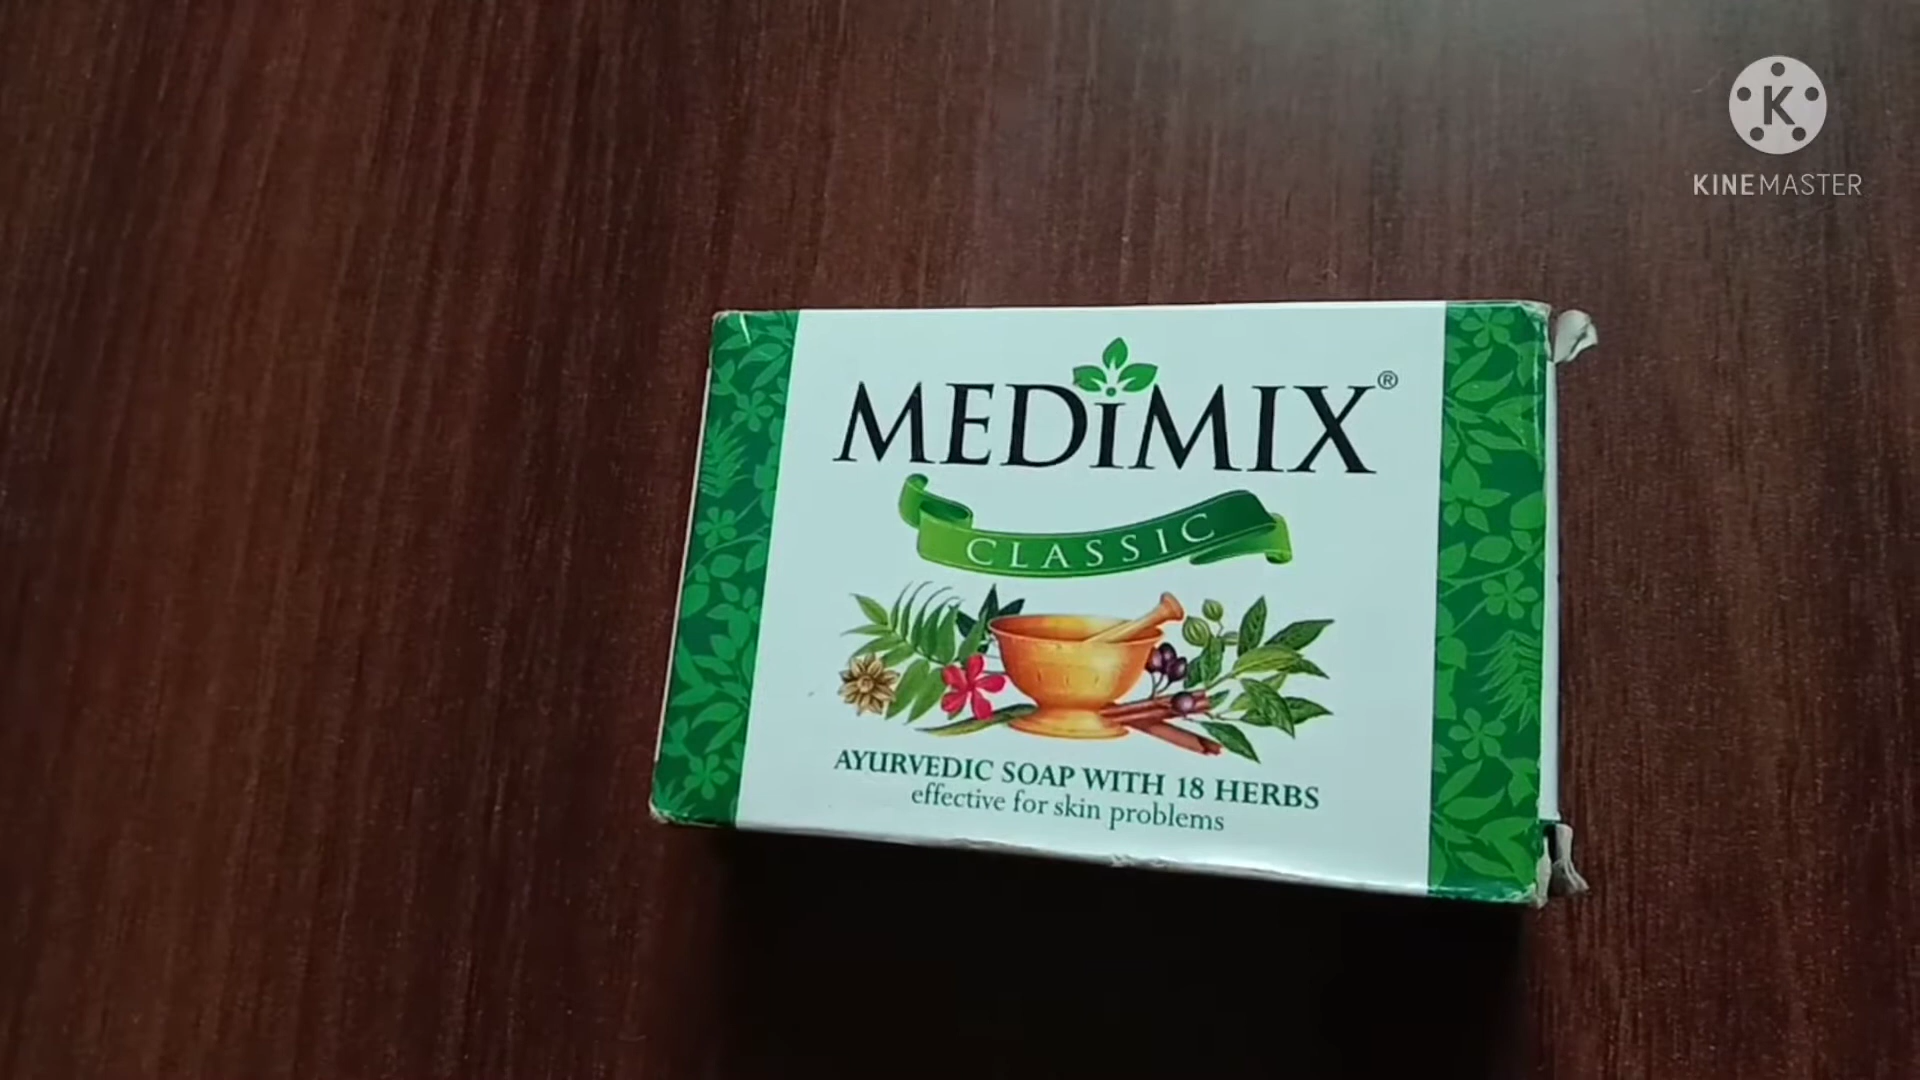 K
KINEMASTER
MEDiMIX®
CLASSIC
AYURVEDIC SOAP WITH 18 HERBS
effective for skin problems